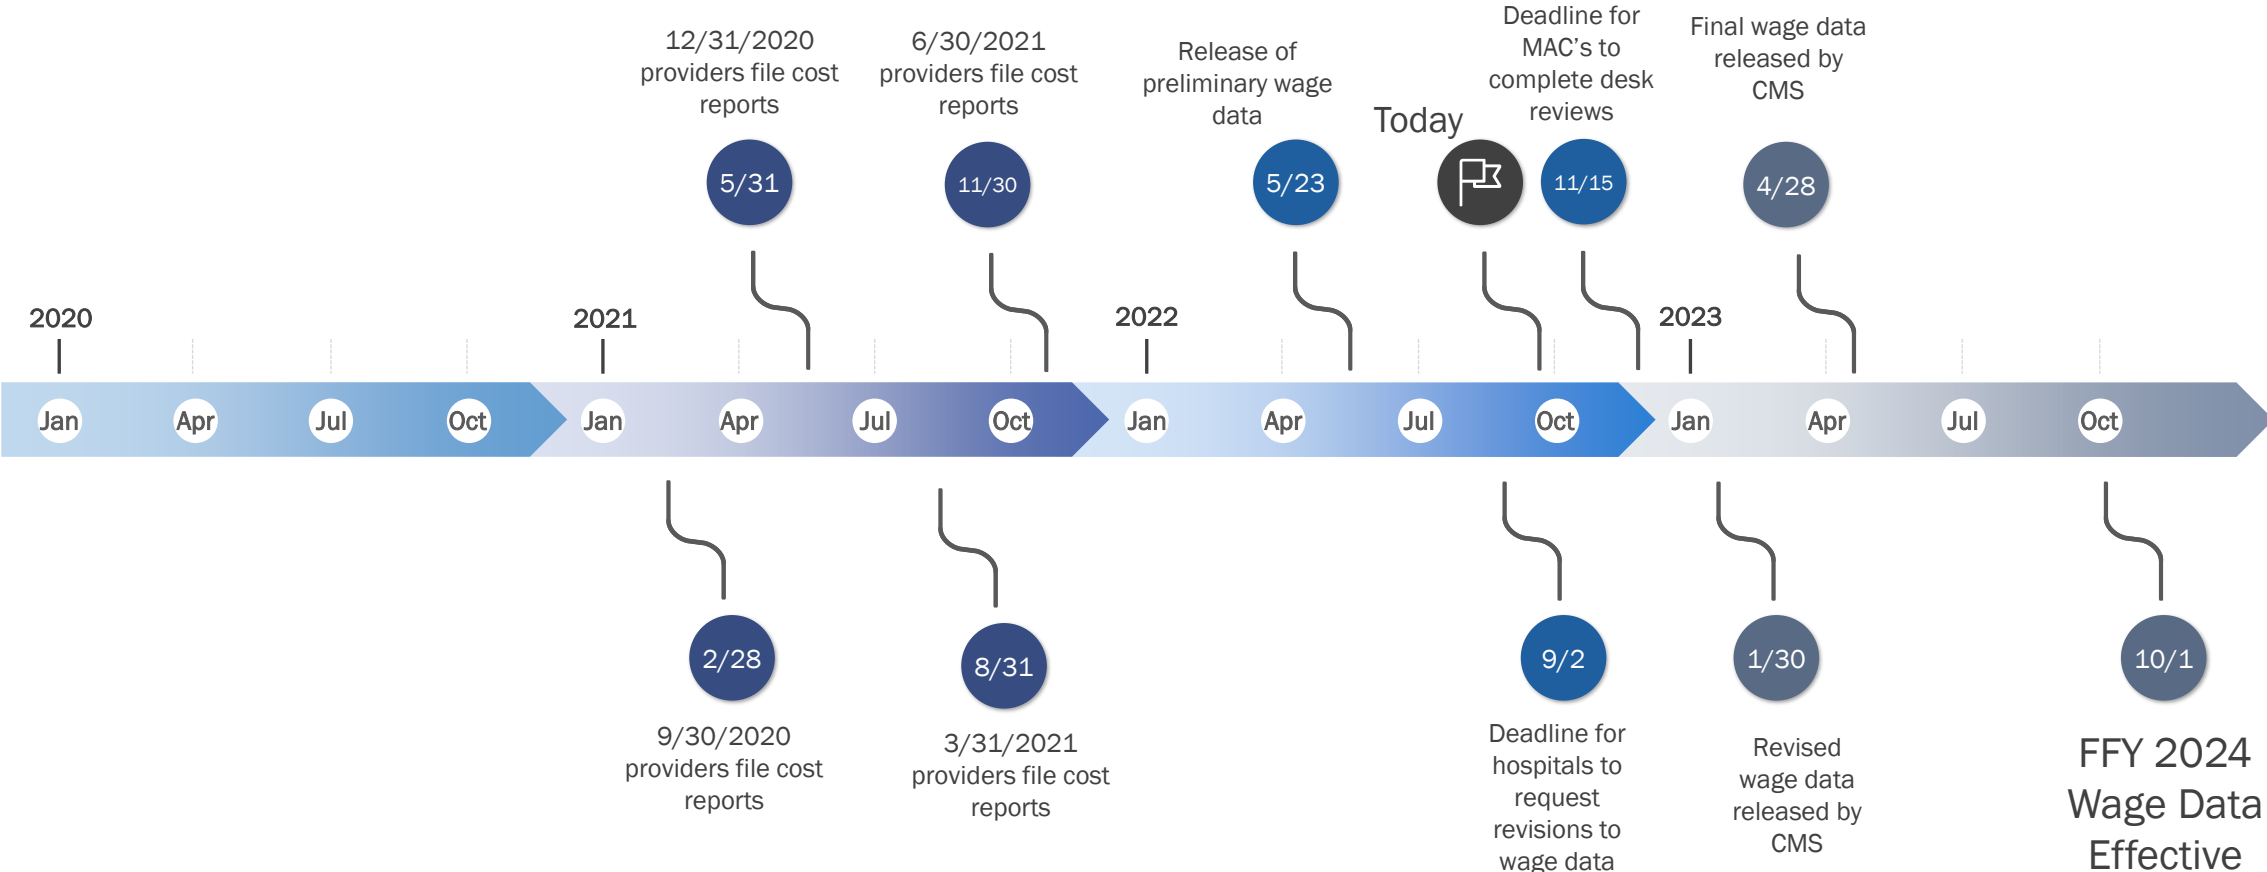 12/31/2020
providers file cost
reports
6/30/2021
providers file cost
reports
Release of
preliminary wage
data
Today
Deadline for
MAC's to
complete desk
reviews
Final wage data
released by
CMS
5/31
11/30
5/23
11/15
4/28
2020
2021
2022
2023
Jan
Apr
Jul
Oct
Jan
Apr
Jul
Oct
Jan
Apr
Jul
Oct
Jan
Apr
Jul
Oct
2/28
8/31
9/2
1/30
10/1
9/30/2020
providers file cost
reports
3/31/2021
providers file cost
reports
Deadline for
hospitals to
request
revisions to
wage data
Revised
wage data
released by
CMS
FFY 2024
Wage Data
Effective